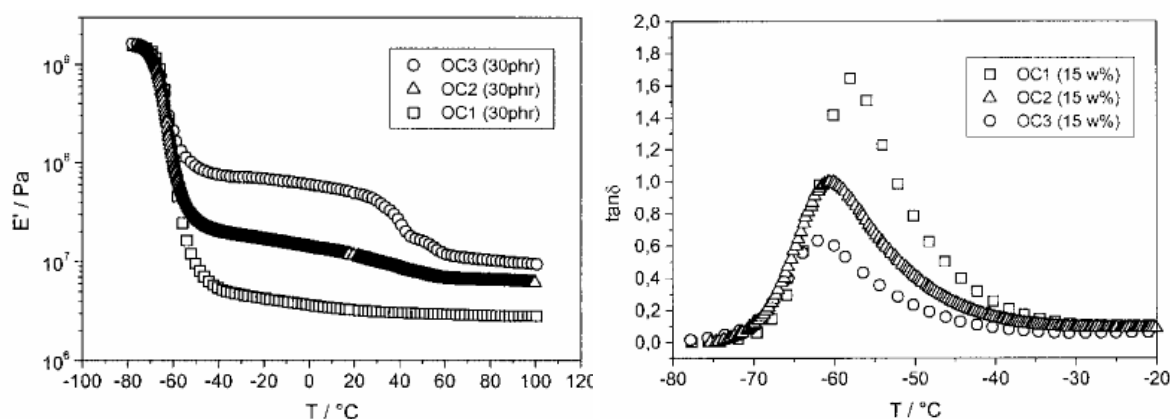 10⁹
10⁸
10⁷
10⁶
E' / Pa
OC3 (30phr)
OC2 (30phr)
OC1 (30phr)
-100 -80 -60 -40 -20 0 20 40 60 80 100 120
T / °C
1,8
1,6
1,4
1,2
1,0
0,8
0,6
0,4
0,2
0,0
tanδ
OC1 (15 w%)
OC2 (15 w%)
OC3 (15 w%)
-80 -70 -60 -50 -40 -30 -20
T / °C